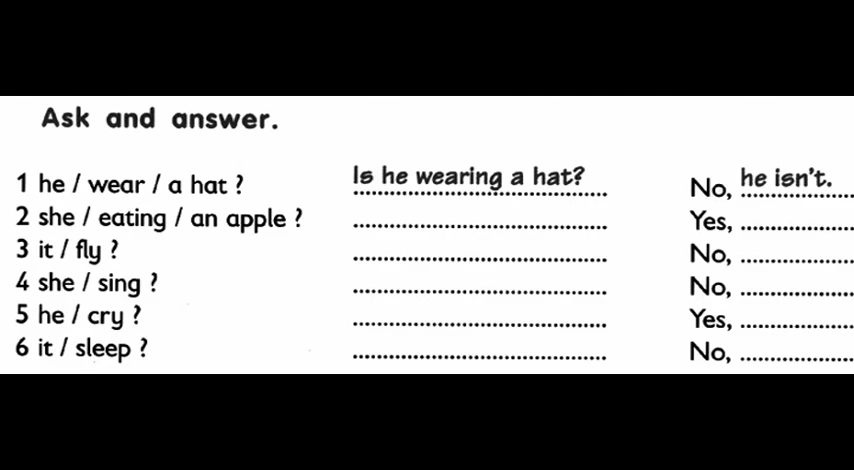 Ask and answer.
1 he / wear / a hat ? Is he wearing a hat? No, he isn't.
2 she / eating / an apple ? ........................................ Yes, ..................
3 it / fly ? ........................................ No, ..................
4 she / sing ? ........................................ No, ..................
5 he / cry ? ........................................ Yes, ..................
6 it / sleep ? ........................................ No, ..................